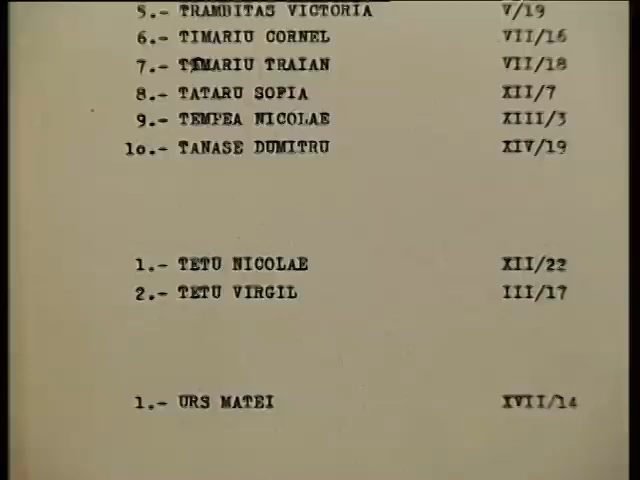 5.- TRAMBITAS VICTORIA V/19
6.- TIMARIU CORNEL VII/16
7.- TIMARIU TRAIAN VII/18
8.- TATARU SOFIA XII/7
9.- TEMPEA NICOLAE XIII/3
1o.- TANASE DUMITRU XIV/19
1.- TETU NICOLAE XII/22
2.- TETU VIRGIL III/17
1.- URS MATEI XVII/14